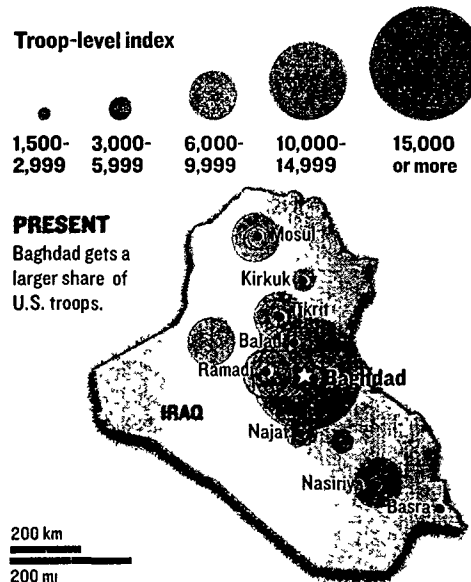 Troop-level index
1,500- 3,000- 6,000- 10,000- 15,000
2,999 5,999 9,999 14,999 or more
PRESENT
Baghdad gets a
larger share of
U.S. troops.
Mosul
Kirkuk
Tikrit
Balad
Ramadi
Baghdad
IRAQ
Najaf
Nasiriy
Basra
200 km
200 mi